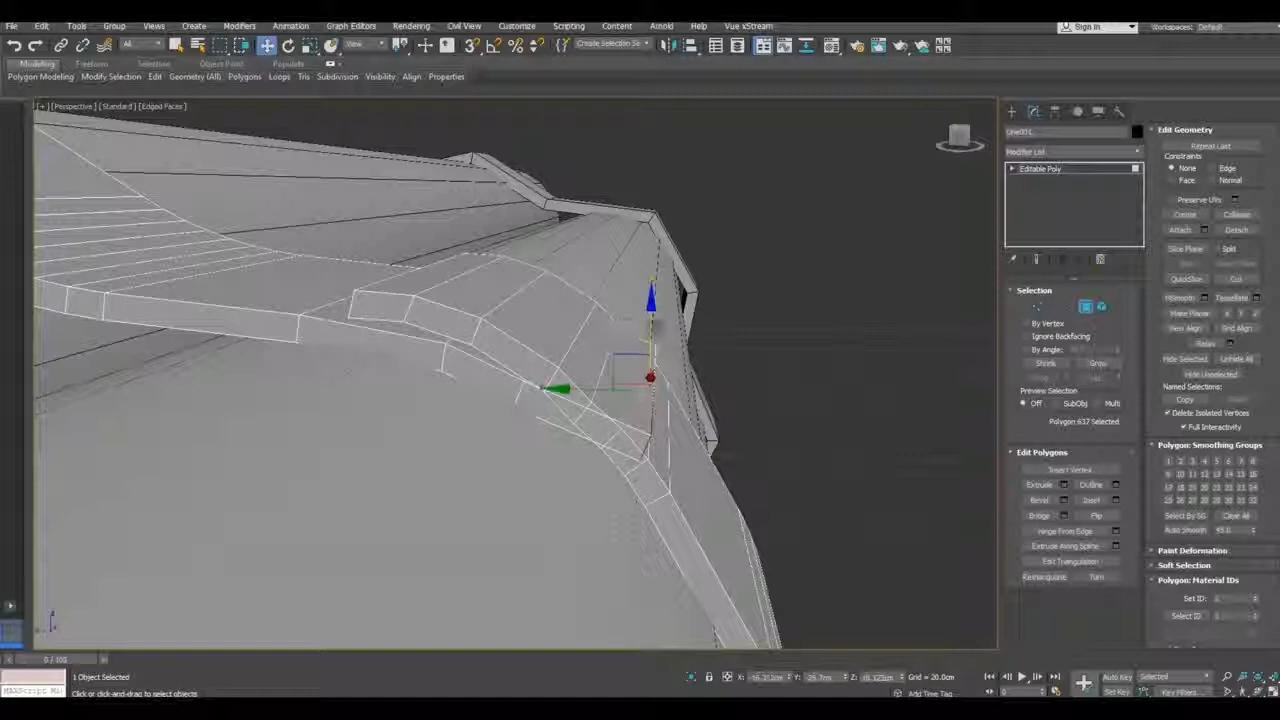 File Edit Tools Group Views Create Modifiers Animation Graph Editors Rendering Civil View Customize Scripting Content Arnold Help Vue xStream Sign In Workspaces: Default
All View Create Selection Se
Modeling Freeform Selection Object Paint Populate
Polygon Modeling Modify Selection Edit Geometry (All) Polygons Loops Tris Subdivision Visibility Align Properties
[+] [Perspective] [Standard] [Edged Faces]
Line001
Modifier List
Editable Poly
Selection
By Vertex
Ignore Backfacing
By Angle:
Shrink Grow
Preview Selection
Off SubObj Multi
Polygon 637 Selected
Edit Polygons
Insert Vertex
Extrude Outline
Bevel Inset
Bridge Flip
Hinge From Edge
Extrude Along Spline
Edit Triangulation
Retriangulate Turn
Edit Geometry
Repeat Last
Constraints
None Edge
Face Normal
Preserve UVs
Create Collapse
Attach Detach
Slice Plane Split
QuickSlice Cut
MSmooth Tessellate
Make Planar X Y Z
View Align Grid Align
Relax
Hide Selected Unhide All
Hide Unselected
Named Selections:
Copy
Delete Isolated Vertices
Full Interactivity
Polygon: Smoothing Groups
1 2 3 4 5 6 7 8
9 10 11 12 13 14 15 16
17 18 19 20 21 22 23 24
25 26 27 28 29 30 31 32
Select By SG Clear All
Auto Smooth 45.0
Paint Deformation
Soft Selection
Polygon: Material IDs
Set ID:
Select ID
0 / 100
1 Object Selected
X: Y: Z: Grid = 20.0cm
Auto Key Selected
MAXScript Mi
Click or click-and-drag to select objects
Add Time Tag
0
Set Key Key Filters...